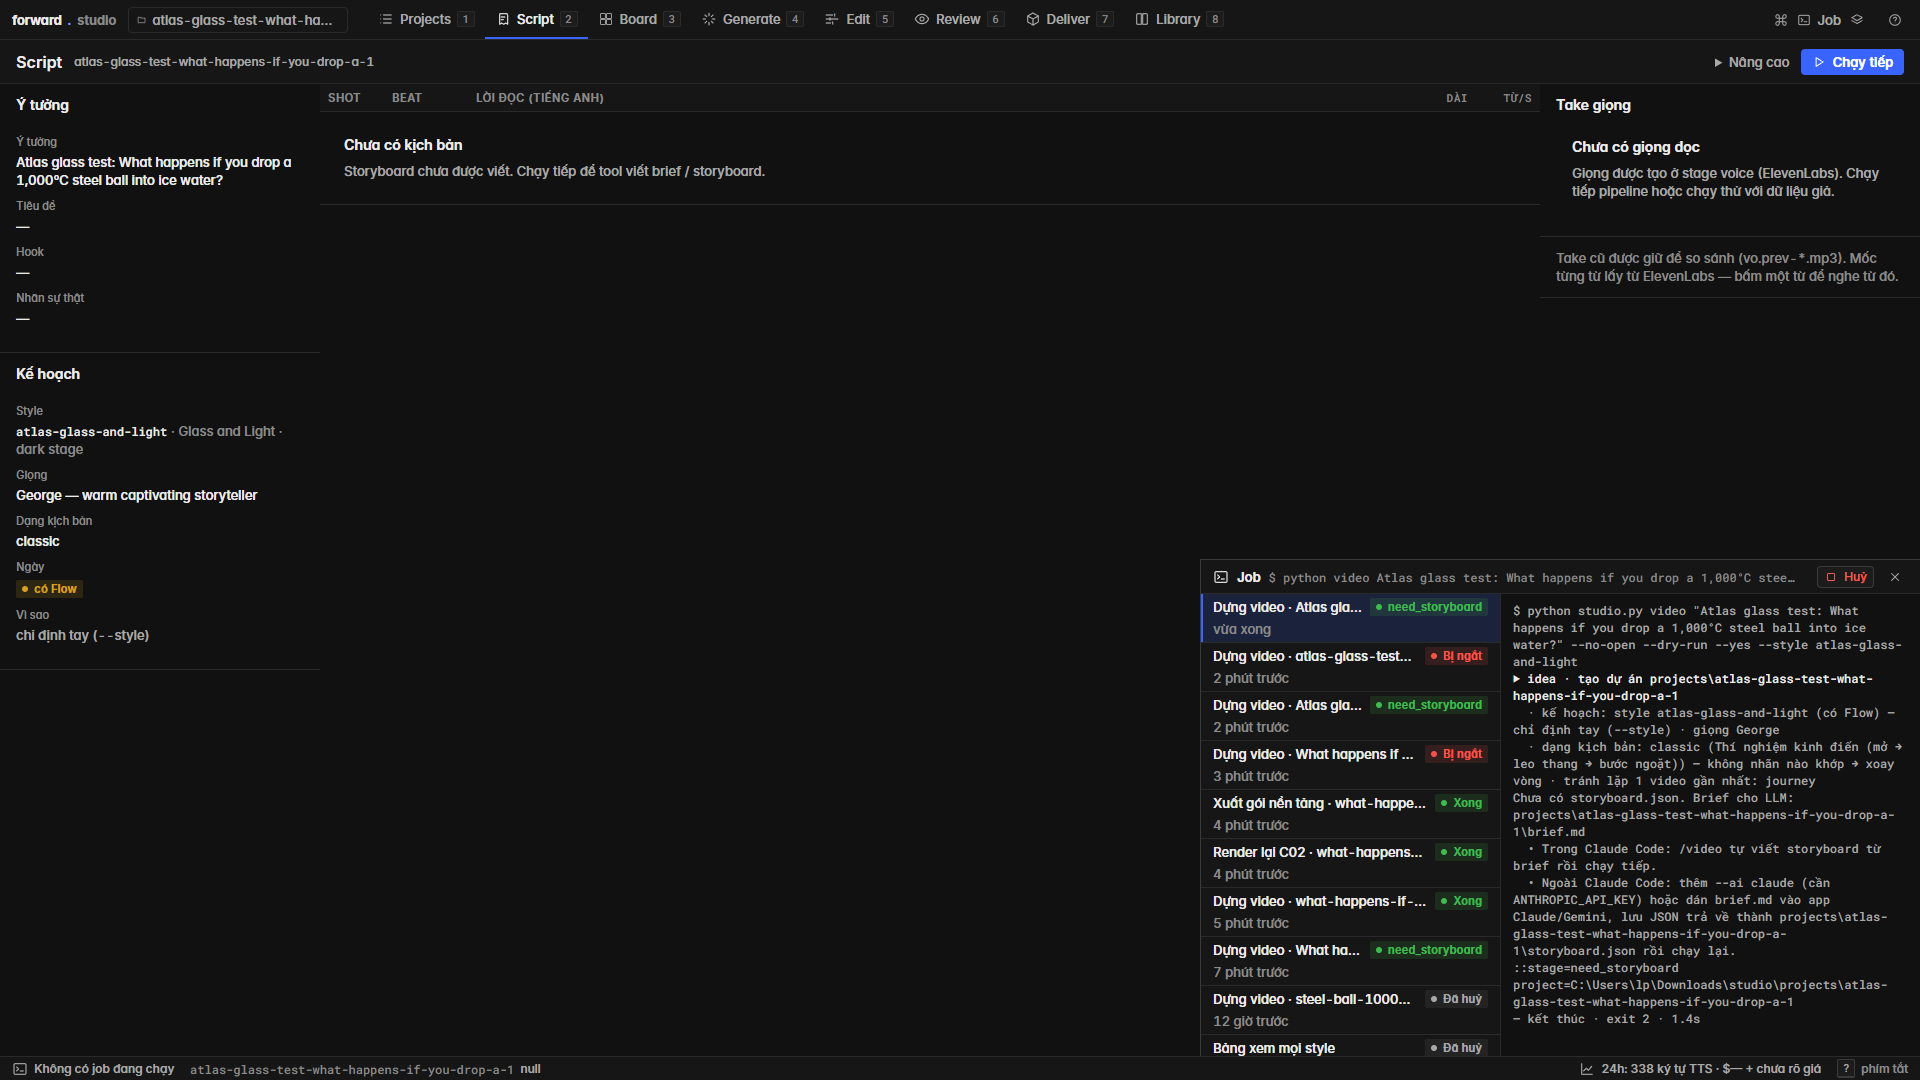 forward . studio
atlas-glass-test-what-ha...
Projects 1
Script 2
Board 3
Generate 4
Edit 5
Review 6
Deliver 7
Library 8
Job
Script atlas-glass-test-what-happens-if-you-drop-a-1
Nâng cao
Chạy tiếp
Ý tưởng
Ý tưởng
Atlas glass test: What happens if you drop a
1,000°C steel ball into ice water?
Tiêu đề
—
Hook
—
Nhãn sự thật
—
Kế hoạch
Style
atlas-glass-and-light · Glass and Light ·
dark stage
Giọng
George — warm captivating storyteller
Dạng kịch bản
classic
Ngày
có Flow
Vì sao
chỉ định tay (--style)
SHOT BEAT LỜI ĐỌC (TIẾNG ANH) DÀI TỪ/S
Chưa có kịch bản
Storyboard chưa được viết. Chạy tiếp để tool viết brief / storyboard.
Take giọng
Chưa có giọng đọc
Giọng được tạo ở stage voice (ElevenLabs). Chạy
tiếp pipeline hoặc chạy thử với dữ liệu giả.
Take cũ được giữ để so sánh (vo.prev-*.mp3). Mốc
từng từ lấy từ ElevenLabs — bấm một từ để nghe từ đó.
Job $ python video Atlas glass test: What happens if you drop a 1,000°C stee…
Huỷ
Dựng video · Atlas gla... need_storyboard
vừa xong
Dựng video · atlas-glass-test... Bị ngắt
2 phút trước
Dựng video · Atlas gla... need_storyboard
2 phút trước
Dựng video · What happens if ... Bị ngắt
3 phút trước
Xuất gói nền tảng · what-happe... Xong
4 phút trước
Render lại C02 · what-happens... Xong
4 phút trước
Dựng video · what-happens-if-... Xong
5 phút trước
Dựng video · What ha... need_storyboard
7 phút trước
Dựng video · steel-ball-1000... Đã huỷ
12 giờ trước
Bảng xem mọi style Đã huỷ
$ python studio.py video "Atlas glass test: What
happens if you drop a 1,000°C steel ball into ice
water?" --no-open --dry-run --yes --style atlas-glass-
and-light
▶ idea · tạo dự án projects\atlas-glass-test-what-
happens-if-you-drop-a-1
· kế hoạch: style atlas-glass-and-light (có Flow) —
chỉ định tay (--style) · giọng George
· dạng kịch bản: classic (Thí nghiệm kinh điển (mở →
leo thang → bước ngoặt)) — không nhãn nào khớp → xoay
vòng · tránh lặp 1 video gần nhất: journey
Chưa có storyboard.json. Brief cho LLM:
projects\atlas-glass-test-what-happens-if-you-drop-a-
1\brief.md
• Trong Claude Code: /video tự viết storyboard từ
brief rồi chạy tiếp.
• Ngoài Claude Code: thêm --ai claude (cần
ANTHROPIC_API_KEY) hoặc dán brief.md vào app
Claude/Gemini, lưu JSON trả về thành projects\atlas-
glass-test-what-happens-if-you-drop-a-
1\storyboard.json rồi chạy lại.
::stage=need_storyboard
project=C:\Users\lp\Downloads\studio\projects\atlas-
glass-test-what-happens-if-you-drop-a-1
— kết thúc · exit 2 · 1.4s
Không có job đang chạy atlas-glass-test-what-happens-if-you-drop-a-1 null
24h: 338 ký tự TTS · $— + chưa rõ giá
? phím tắt